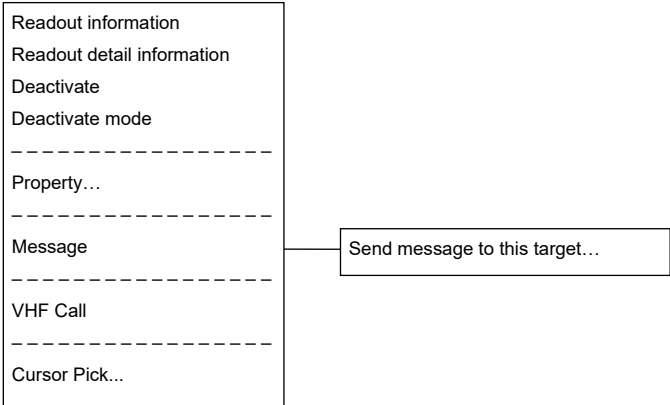 Readout information
Readout detail information
Deactivate
Deactivate mode
Property…
Message
Send message to this target…
VHF Call
Cursor Pick...